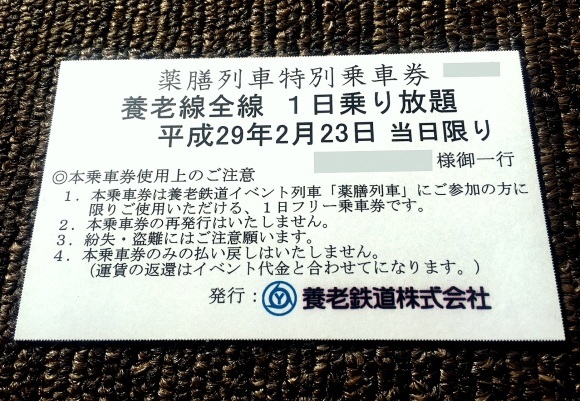 薬膳列車特別乗車券
養老線全線 1日乗り放題
平成29年2月23日 当日限り
様御一行
◎本乗車券使用上のご注意
1．本乗車券は養老鉄道イベント列車「薬膳列車」にご参加の方に
限りご使用いただける、1日フリー乗車券です。
2．本乗車券の再発行はいたしません。
3．紛失・盗難にはご注意願います。
4．本乗車券のみの払い戻しはいたしません。
（運賃の返還はイベント代金と合わせてになります。）
発行：養老鉄道株式会社